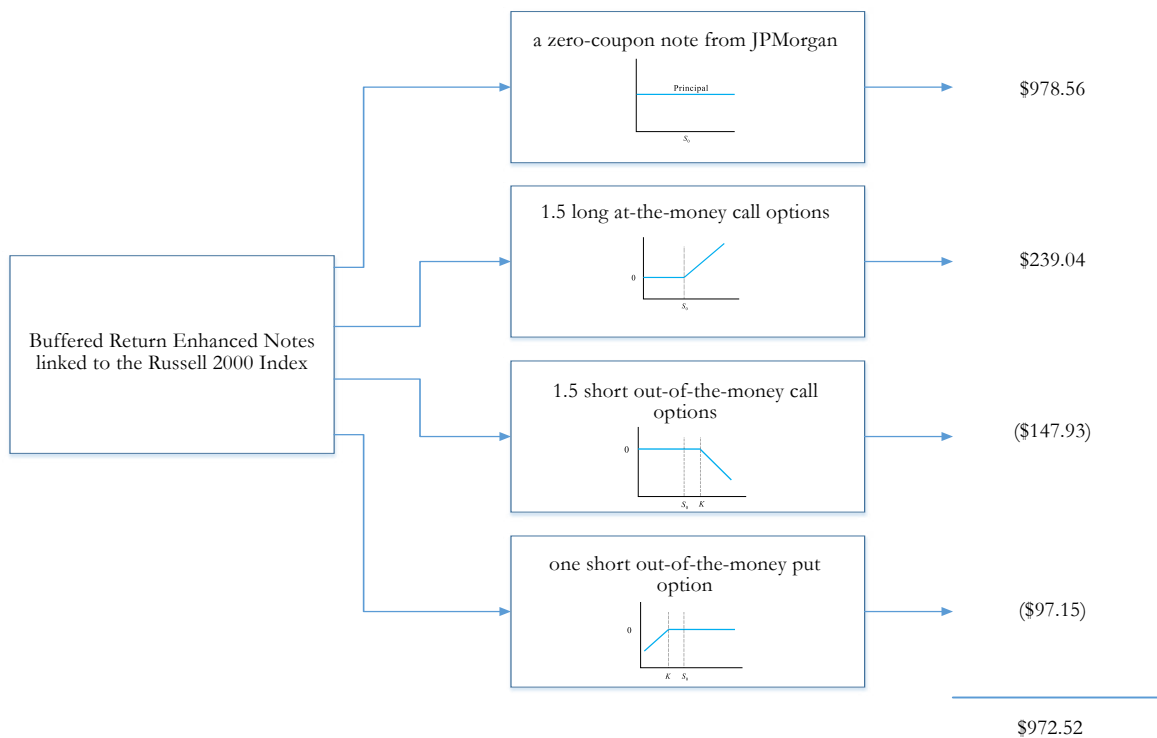 a zero-coupon note from JPMorgan
Principal
S₀
$978.56
1.5 long at-the-money call options
0
S₀
$239.04
Buffered Return Enhanced Notes
linked to the Russell 2000 Index
1.5 short out-of-the-money call
options
0
S₀ K
($147.93)
one short out-of-the-money put
option
0
K S₀
($97.15)
$972.52